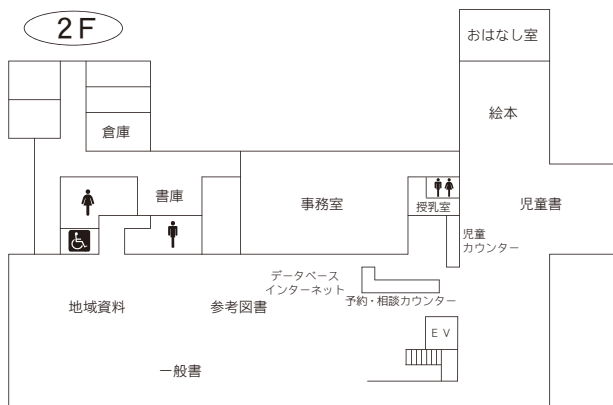 2F
おはなし室
絵本
倉庫
書庫
事務室
授乳室
児童書
児童
カウンター
データベース
インターネット
予約・相談カウンター
地域資料
参考図書
EV
一般書